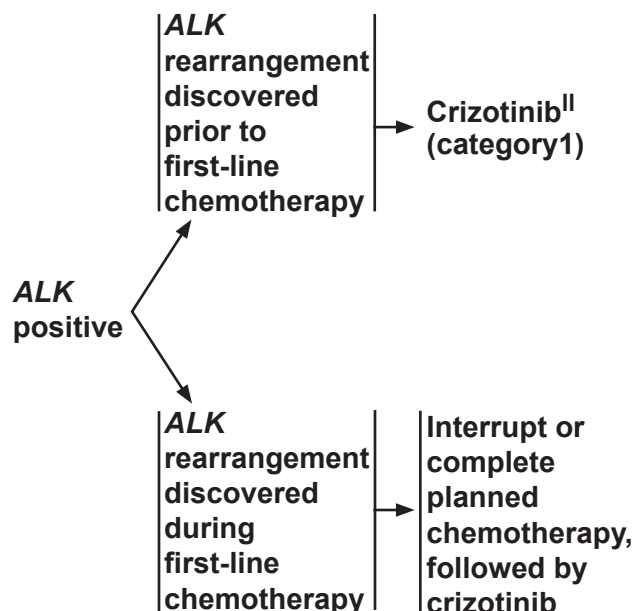 ALK
rearrangement
discovered
prior to
first-line
chemotherapy
Crizotinib^ll
(category1)
ALK
positive
ALK
rearrangement
discovered
during
first-line
chemotherapy
Interrupt or
complete
planned
chemotherapy,
followed by
crizotinib